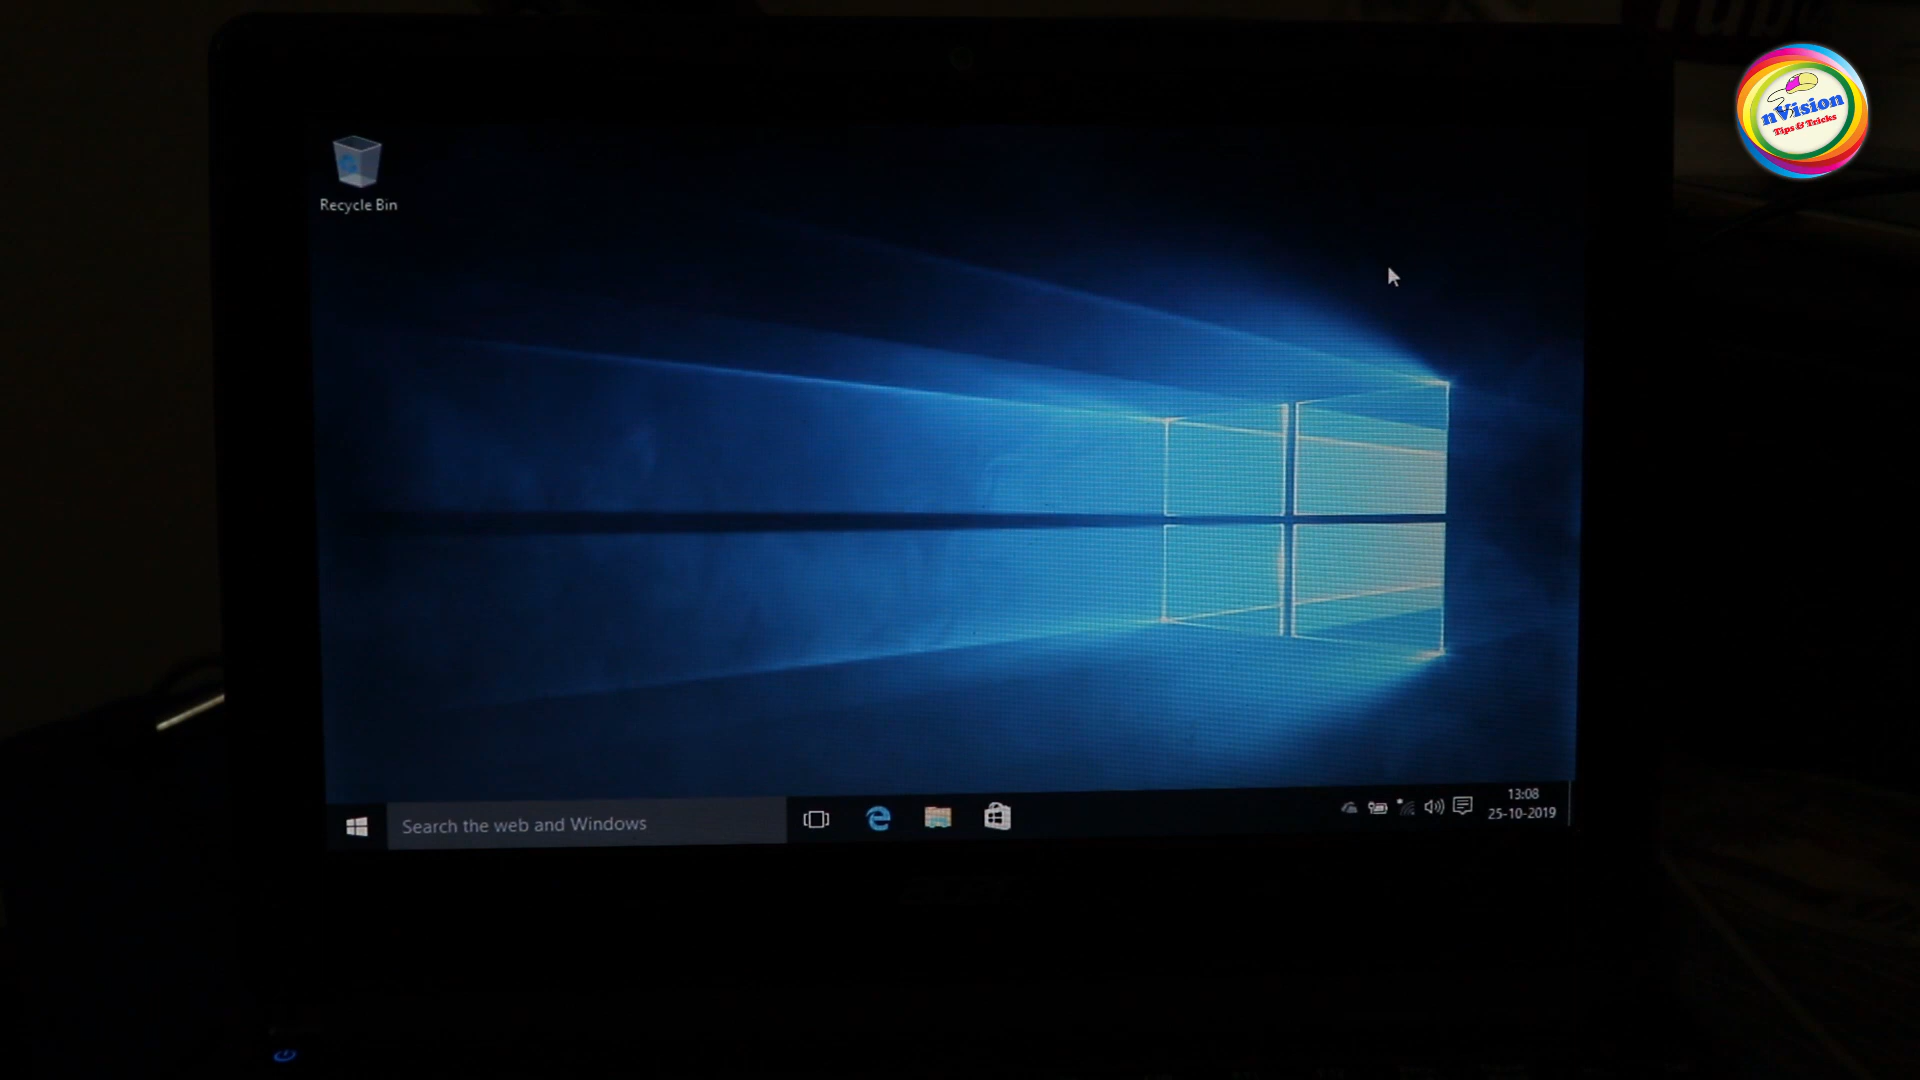 nVision
Tips & Tricks
Recycle Bin
Search the web and Windows
13:08
25-10-2019